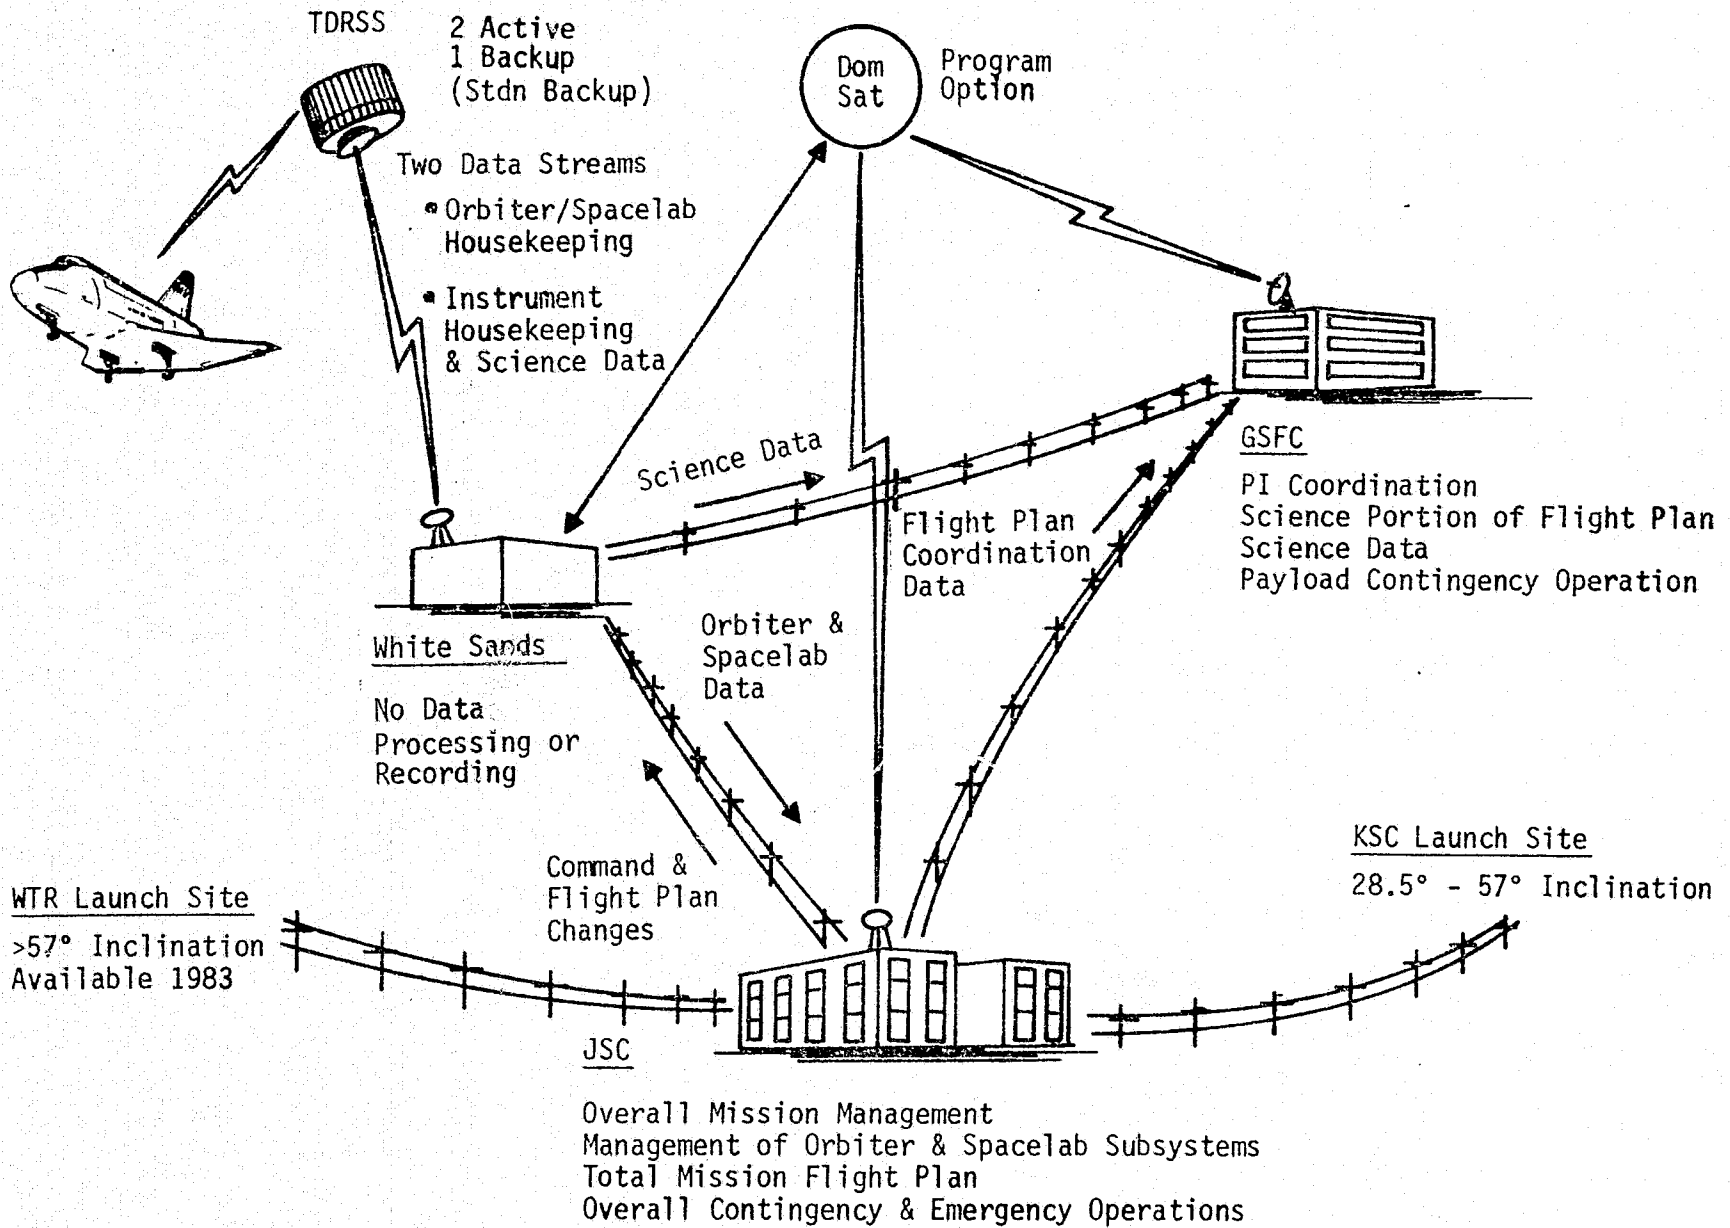 TDRSS
2 Active
1 Backup
(Stdn Backup)
Dom
Sat
Program
Option
Two Data Streams
• Orbiter/Spacelab
Housekeeping
• Instrument
Housekeeping
& Science Data
Science Data
Flight Plan
Coordination
Data
GSFC
PI Coordination
Science Portion of Flight Plan
Science Data
Payload Contingency Operation
White Sands
No Data
Processing or
Recording
Orbiter &
Spacelab
Data
Command &
Flight Plan
Changes
WTR Launch Site
>57° Inclination
Available 1983
KSC Launch Site
28.5° - 57° Inclination
JSC
Overall Mission Management
Management of Orbiter & Spacelab Subsystems
Total Mission Flight Plan
Overall Contingency & Emergency Operations